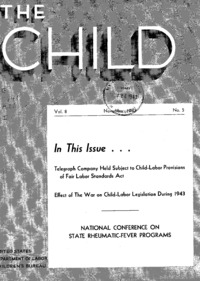 THE
CHILD
Vol. 8
No. 5
In This Issue . . .
Telegraph Company Held Subject to Child-Labor Provisions
of Fair Labor Standards Act
Effect of The War on Child-Labor Legislation During 1943
NATIONAL CONFERENCE ON
STATE RHEUMATIC-FEVER PROGRAMS
UNITED STATES
DEPARTMENT OF LABOR
CHILDREN'S BUREAU